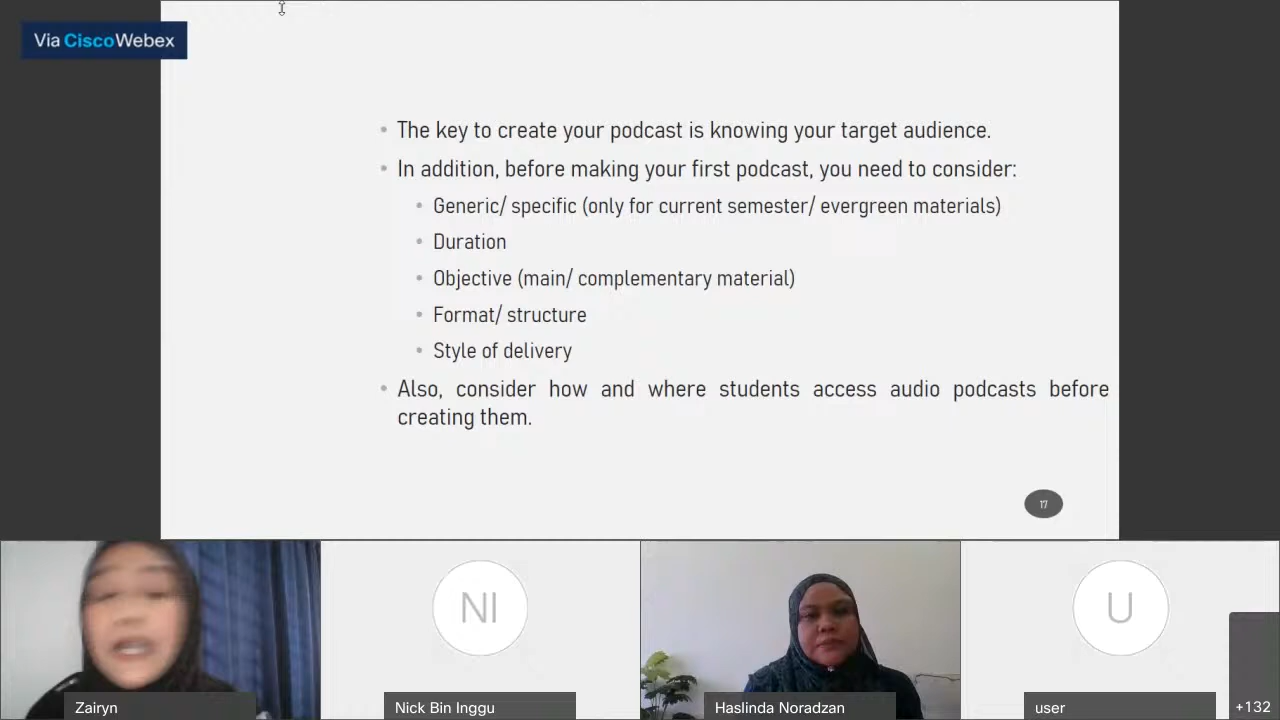 Via CiscoWebex
The key to create your podcast is knowing your target audience.
In addition, before making your first podcast, you need to consider:
Generic/ specific (only for current semester/ evergreen materials)
Duration
Objective (main/ complementary material)
Format/ structure
Style of delivery
Also, consider how and where students access audio podcasts before
creating them.
17
NI
U
Zairyn
Nick Bin Inggu
Haslinda Noradzan
user
+132